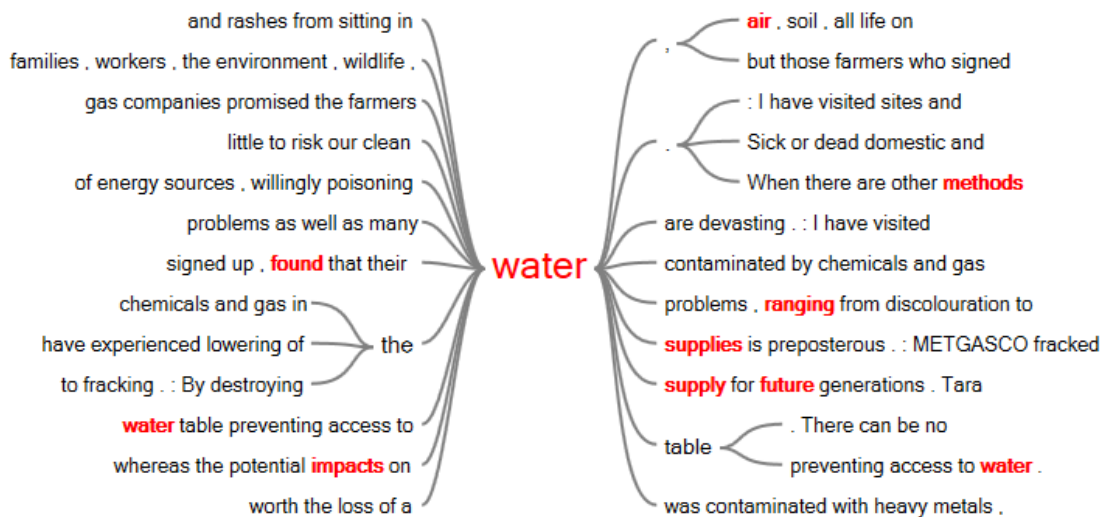 and rashes from sitting in
families , workers , the environment , wildlife ,
gas companies promised the farmers
little to risk our clean
of energy sources , willingly poisoning
problems as well as many
signed up , found that their
chemicals and gas in
have experienced lowering of
to fracking . : By destroying
the
water table preventing access to
whereas the potential impacts on
worth the loss of a
water
,
air , soil , all life on
but those farmers who signed
.
: I have visited sites and
Sick or dead domestic and
When there are other methods
are devasting . : I have visited
contaminated by chemicals and gas
problems , ranging from discolouration to
supplies is preposterous . : METGASCO fracked
supply for future generations . Tara
table
. There can be no
preventing access to water .
was contaminated with heavy metals ,